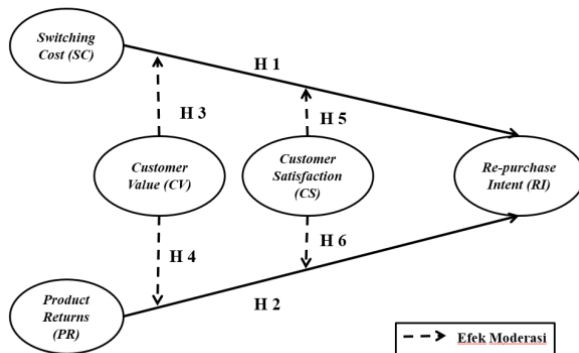 Switching
Cost (SC)
H 1
H 3
H 5
Customer
Value (CV)
Customer
Satisfaction
(CS)
Re-purchase
Intent (RI)
H 4
H 6
H 2
Product
Returns
(PR)
Efek Moderasi